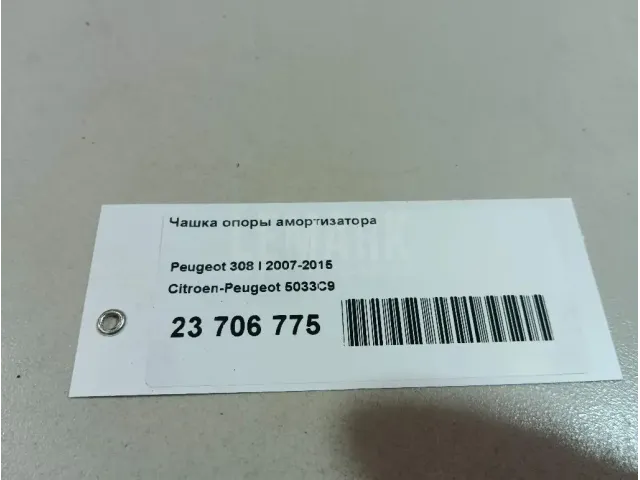 Чашка опоры амортизатора
Peugeot 308 I 2007-2015
Citroen-Peugeot 5033C9
23 706 775